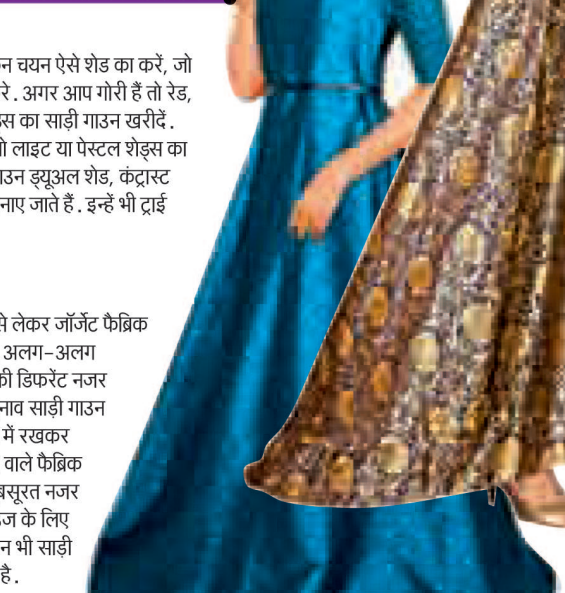 न चयन ऐसे शेड का करें, जो
रे. अगर आप गोरी हैं तो रेड,
स का साड़ी गाउन खरीदें.
लाइट या पेस्टल शेड्स का
ाउन ड्यूअल शेड, कंट्रास्ट
नाए जाते हैं. इन्हें भी ट्राई
से लेकर जॉर्जेट फैब्रिक
अलग-अलग
की डिफरेंट नजर
नाव साड़ी गाउन
में रखकर
वाले फैब्रिक
बसूरत नजर
ज के लिए
न भी साड़ी
है.